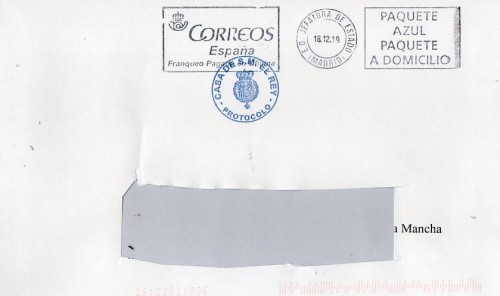 CORREOS
España
Franqueo Pag
JEFATURA DE ESTADO
18.12.19
(MADRID)
PAQUETE
AZUL
PAQUETE
A DOMICILIO
CASA DE S.M. EL REY
- PROTOCOLO -
a Mancha